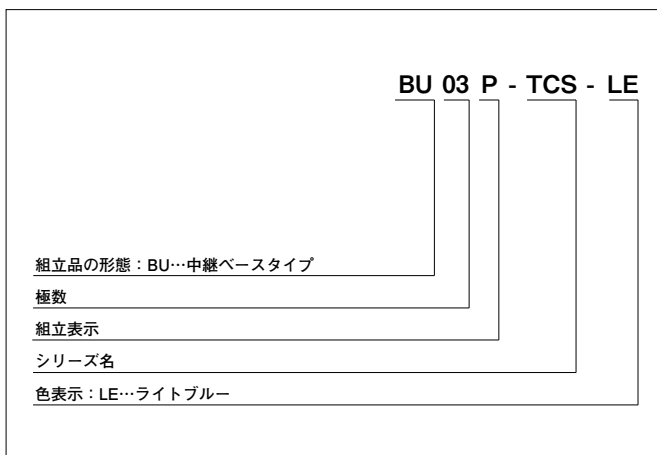 BU 03 P - TCS - LE
組立品の形態：BU…中継ベースタイプ
極数
組立表示
シリーズ名
色表示：LE…ライトブルー